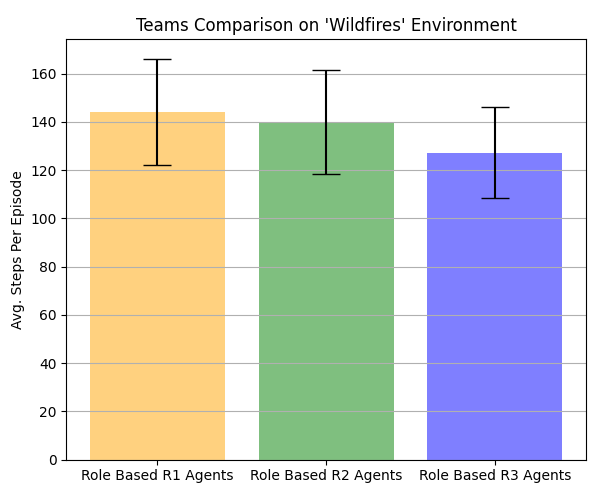 Teams Comparison on 'Wildfires' Environment
160
140
120
100
80
60
40
20
0
Avg. Steps Per Episode
Role Based R1 Agents
Role Based R2 Agents
Role Based R3 Agents